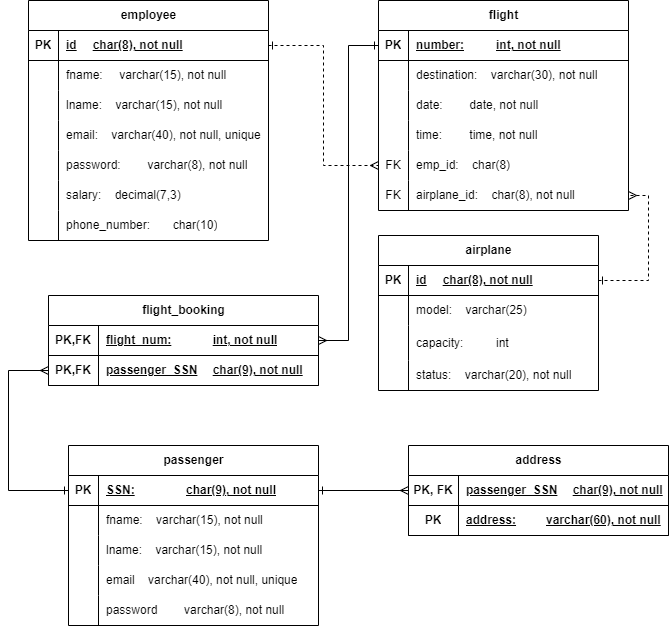 employee
PK id char(8), not null
fname: varchar(15), not null
lname: varchar(15), not null
email: varchar(40), not null, unique
password: varchar(8), not null
salary: decimal(7,3)
phone_number: char(10)
flight
PK number: int, not null
destination: varchar(30), not null
date: date, not null
time: time, not null
FK emp_id: char(8)
FK airplane_id: char(8), not null
airplane
PK id char(8), not null
model: varchar(25)
capacity: int
status: varchar(20), not null
flight_booking
PK,FK flight_num: int, not null
PK,FK passenger_SSN char(9), not null
passenger
PK SSN: char(9), not null
fname: varchar(15), not null
lname: varchar(15), not null
email varchar(40), not null, unique
password varchar(8), not null
address
PK, FK passenger_SSN char(9), not null
PK address: varchar(60), not null